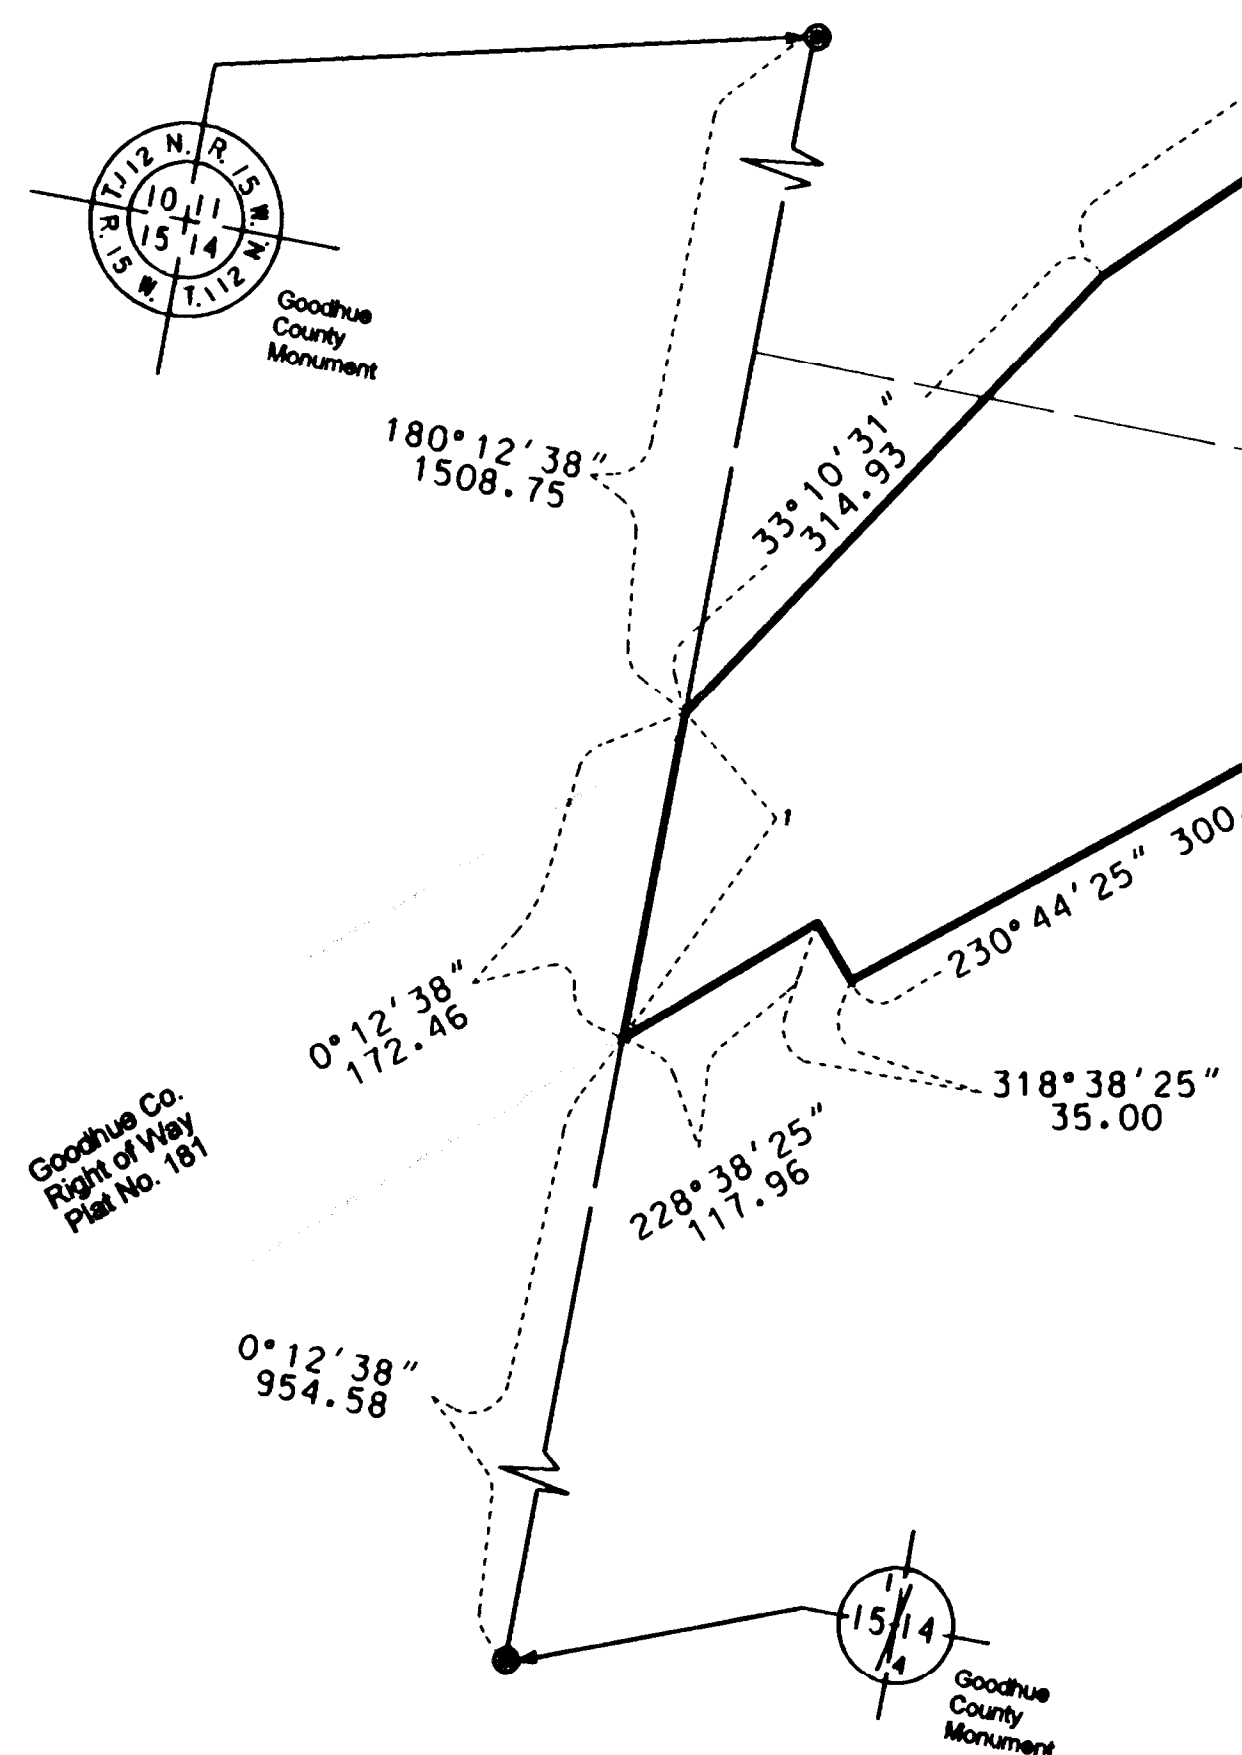 T.112 N. R. 15 W.
10 11
15 14
R. 15 W. T.112 N.
Goodhue
County
Monument
180°12'38"
1508.75
33°10'31"
314.93
1
230°44'25" 300.
0°12'38"
172.46
318°38'25"
35.00
Goodhue Co.
Right of Way
Plat No. 181
228°38'25"
117.96
0°12'38"
954.58
1
15 14
4
Goodhue
County
Monument